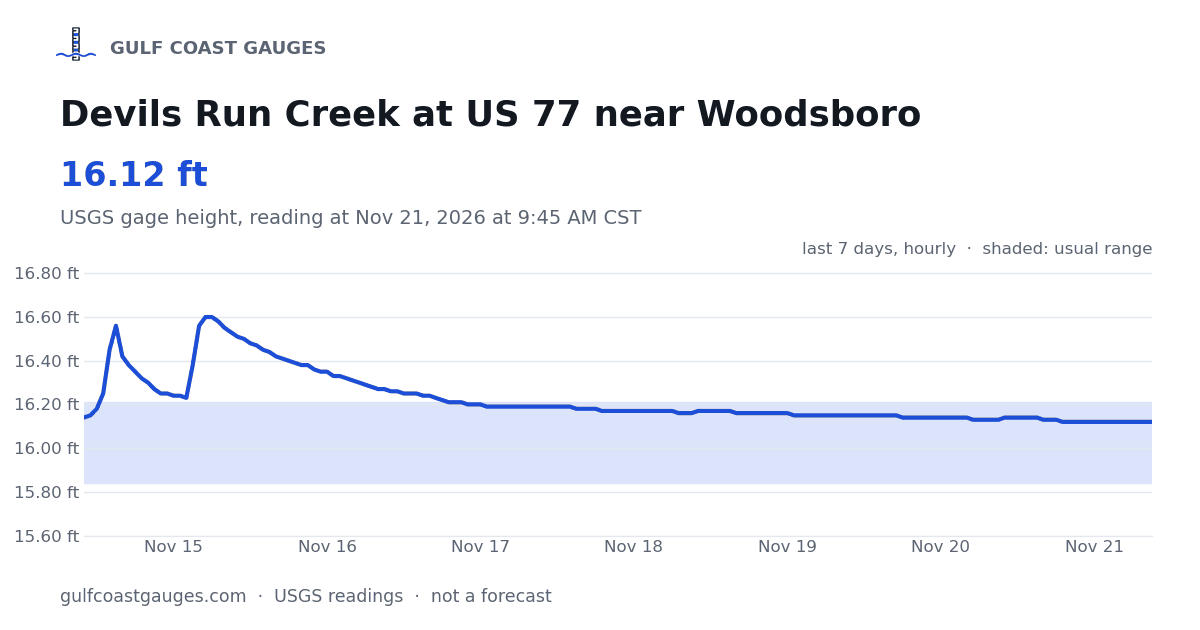 GULF COAST GAUGES
Devils Run Creek at US 77 near Woodsboro
16.12 ft
USGS gage height, reading at Nov 21, 2026 at 9:45 AM CST
last 7 days, hourly · shaded: usual range
16.80 ft
16.60 ft
16.40 ft
16.20 ft
16.00 ft
15.80 ft
15.60 ft
Nov 15 Nov 16 Nov 17 Nov 18 Nov 19 Nov 20 Nov 21
gulfcoastgauges.com · USGS readings · not a forecast